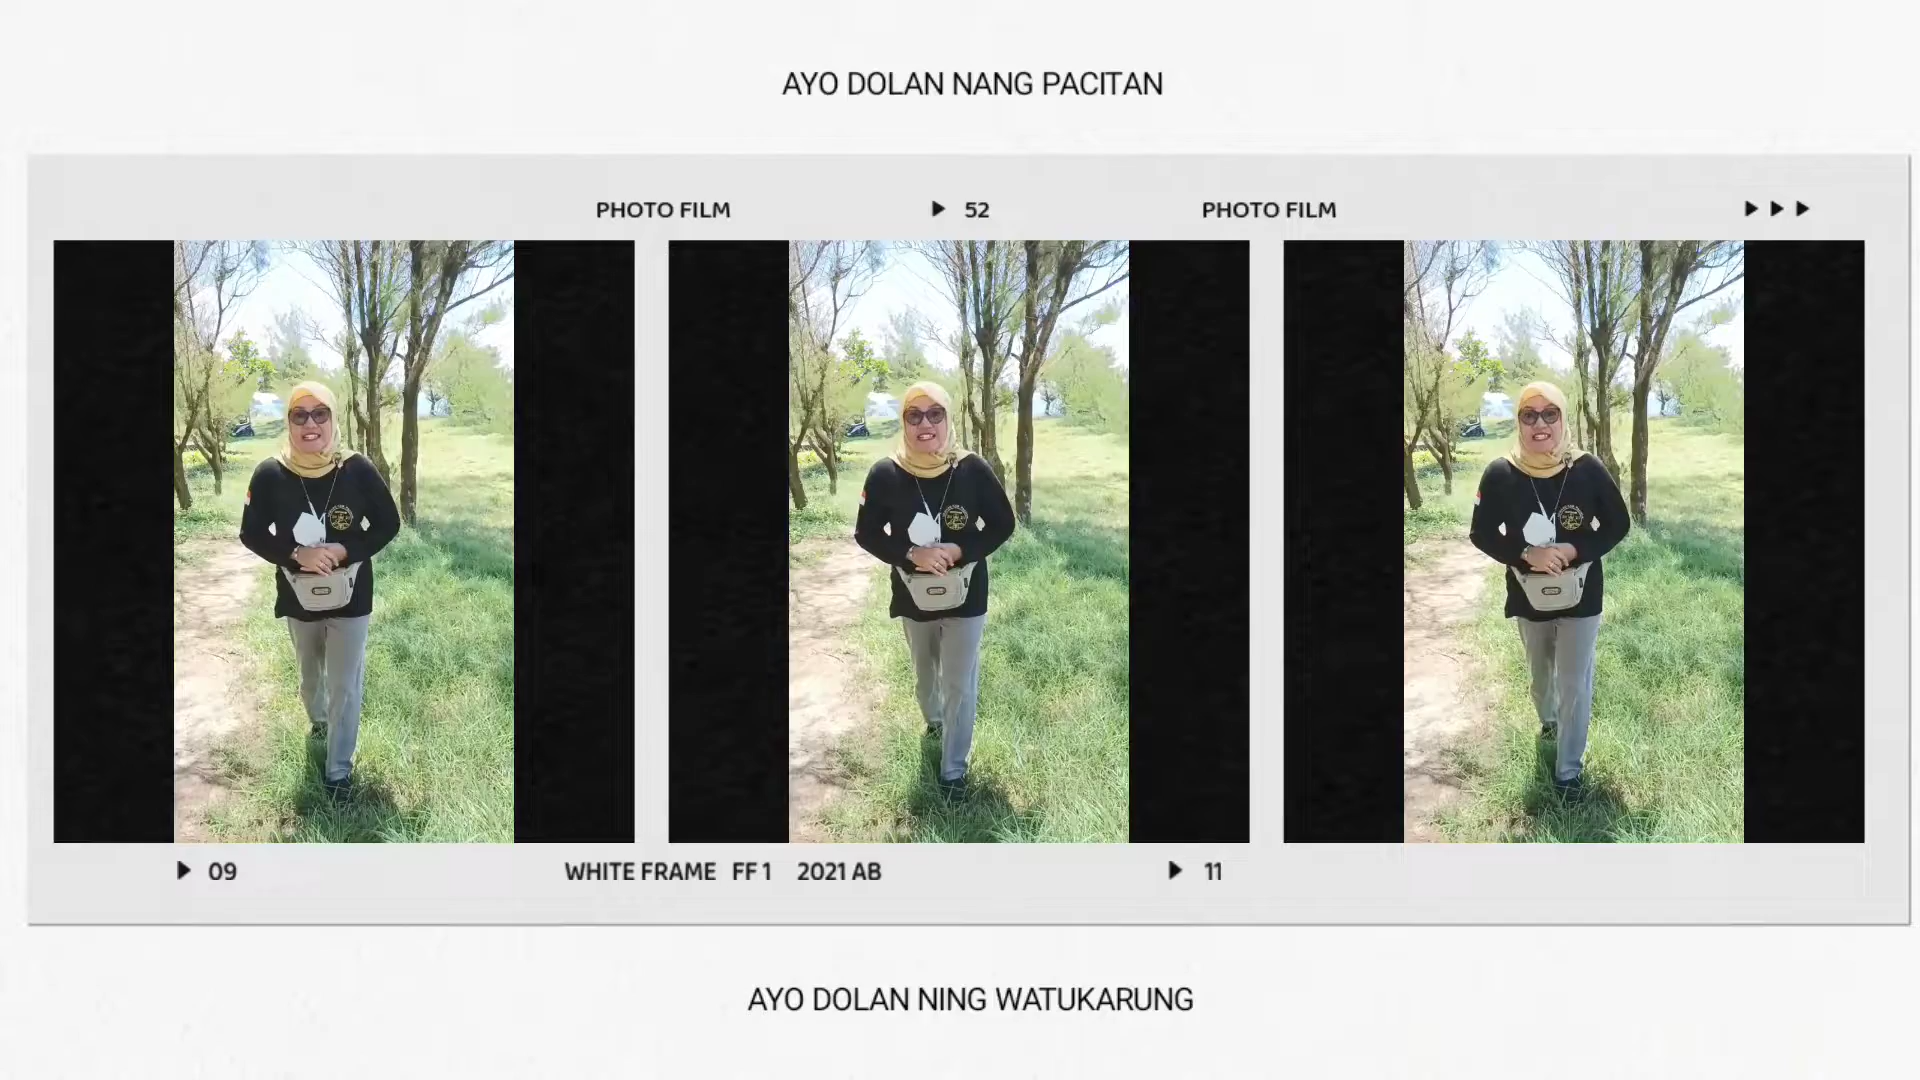 AYO DOLAN NANG PACITAN
PHOTO FILM ▶ 52 PHOTO FILM ▶ ▶ ▶
▶ 09 WHITE FRAME FF 1 2021 AB ▶ 11
AYO DOLAN NING WATUKARUNG